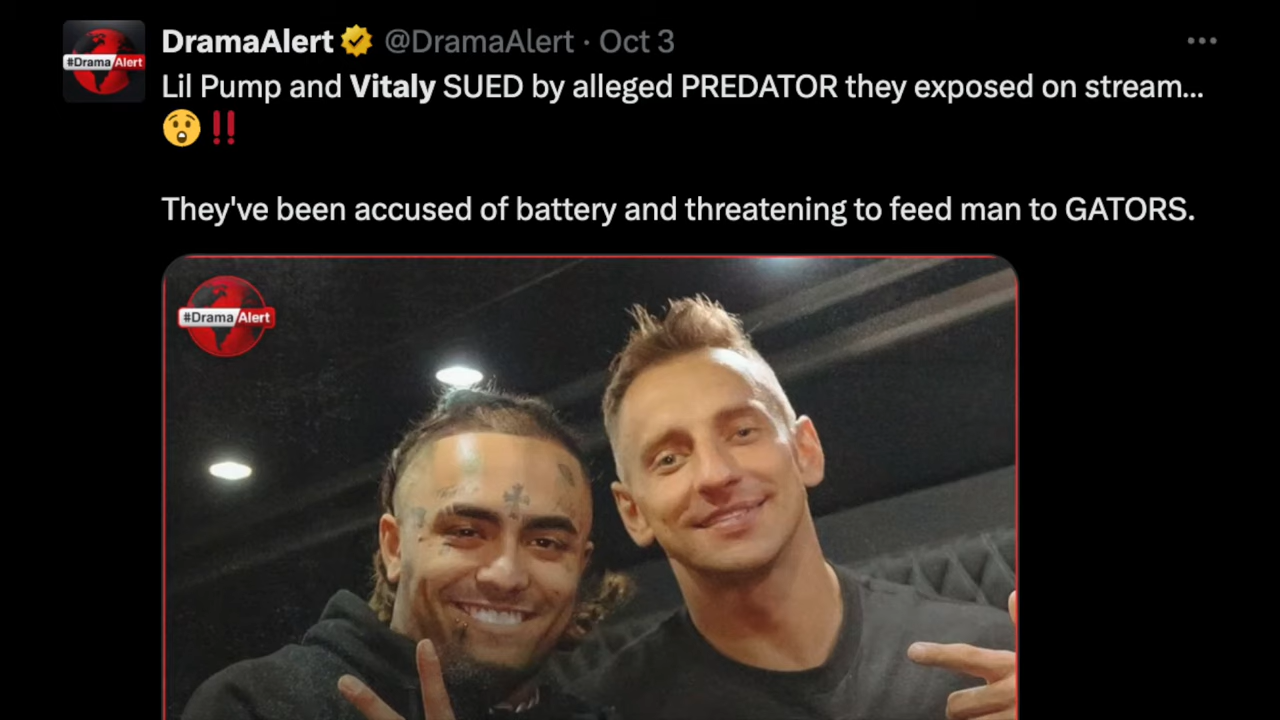 #DramaAlert
DramaAlert @DramaAlert · Oct 3
Lil Pump and Vitaly SUED by alleged PREDATOR they exposed on stream...
😲‼️
They've been accused of battery and threatening to feed man to GATORS.
#DramaAlert